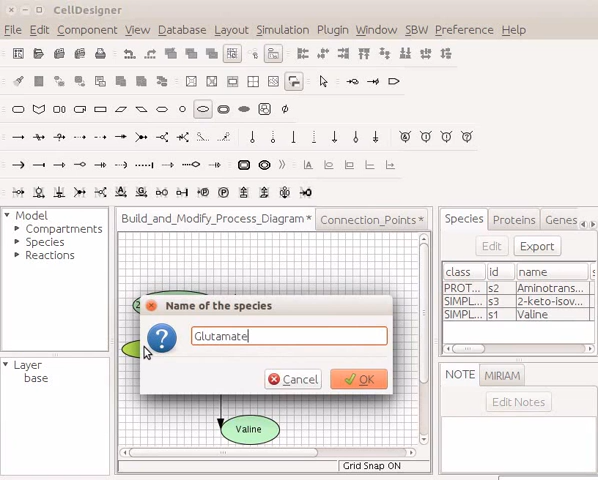 CellDesigner
File Edit Component View Database Layout Simulation Plugin Window SBW Preference Help
Model
Compartments
Species
Reactions
Layer
base
Build_and_Modify_Process_Diagram* Connection_Points*
Name of the species
Glutamate
Cancel OK
Valine
Grid Snap ON
Species Proteins Genes
Edit Export
class id name
PROT... s2 Aminotrans...
SIMPL... s3 2-keto-isov...
SIMPL... s1 Valine
NOTE MIRIAM
Edit Notes